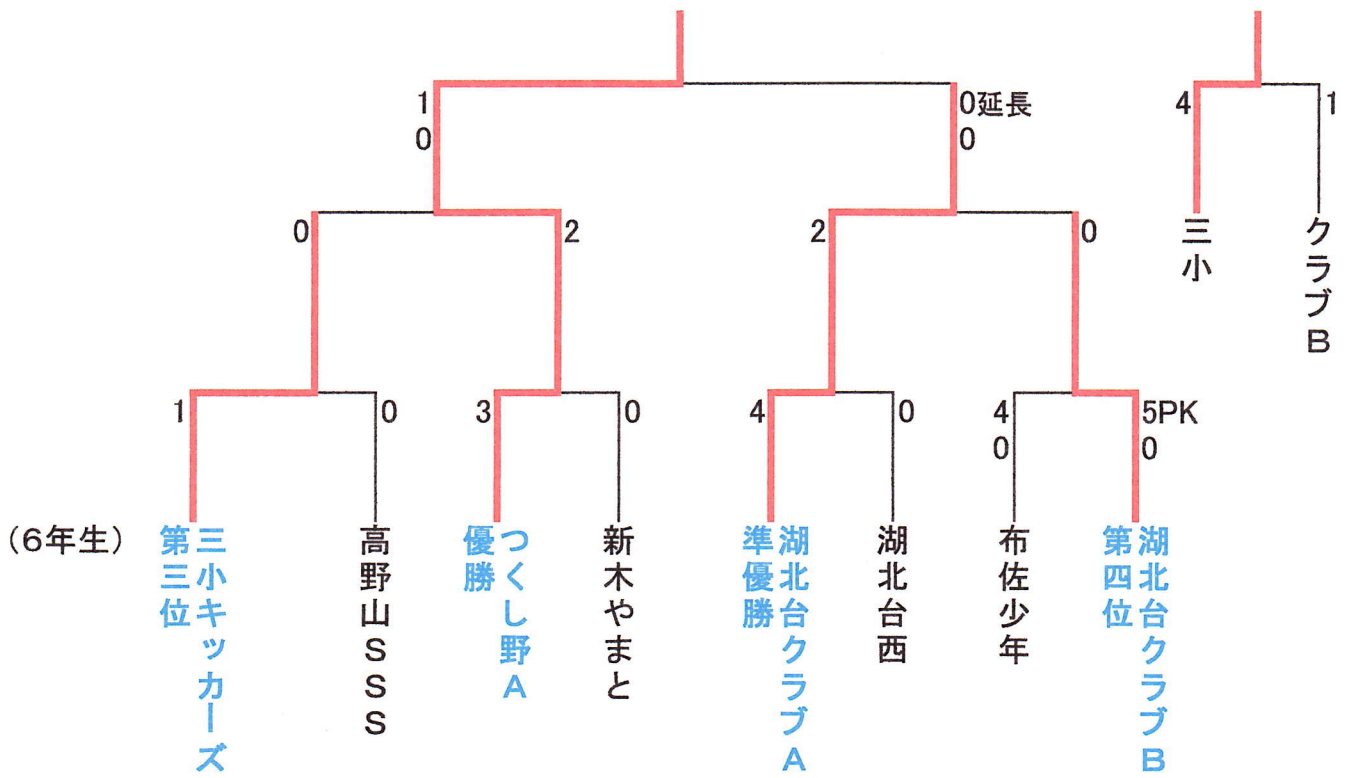 1
0
0延長
0
4
1
0
2
2
0
三小
クラブB
1
0
3
0
4
0
4
0
5PK
0
(6年生)
三小キッカーズ
第三位
高野山SSS
つくし野A
優勝
新木やまと
湖北台クラブA
準優勝
湖北台西
布佐少年
湖北台クラブB
第四位